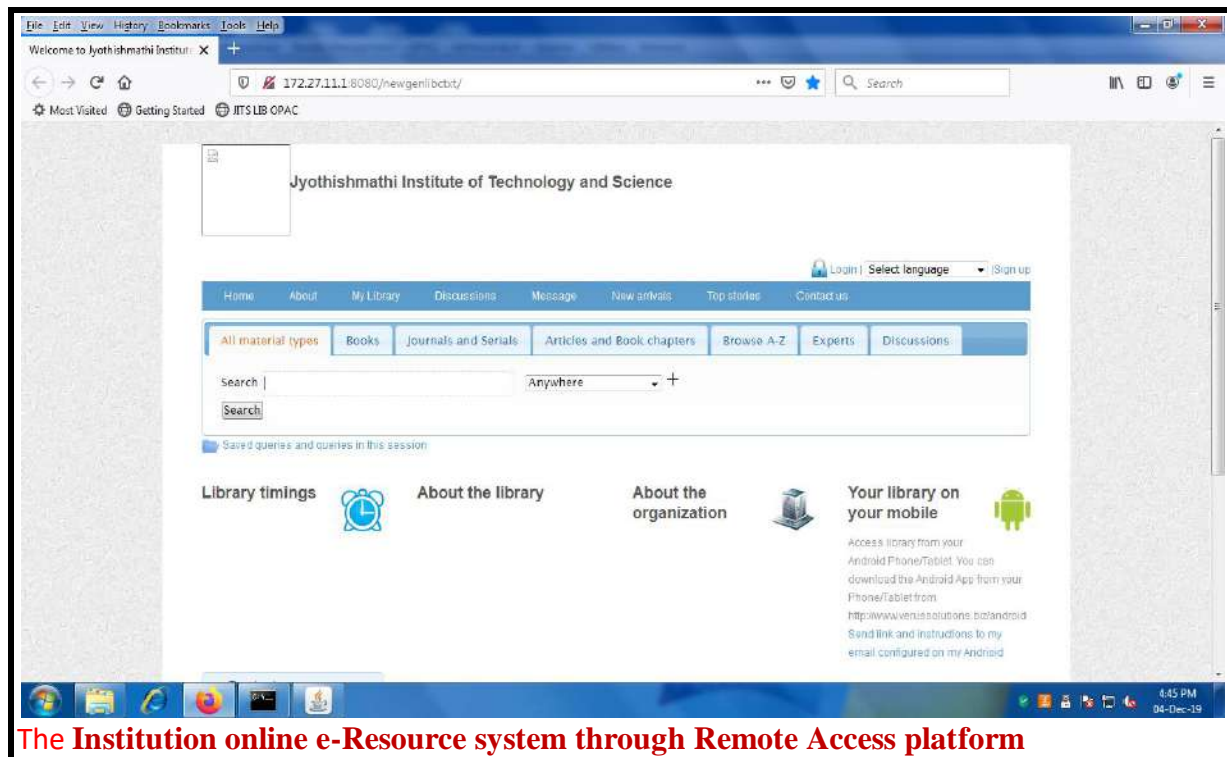 File Edit View History Bookmarks Tools Help
Welcome to Jyothishmathi Institut
172.27.11.1:8080/newgenlibctxt/
Search
Most Visited Getting Started JITS LIB OPAC
Jyothishmathi Institute of Technology and Science
Login | Select language |Sign up
Home About My Library Discussions Message New arrivals Top stories Contact us
All material types Books Journals and Serials Articles and Book chapters Browse A-Z Experts Discussions
Search Anywhere +
Search
Saved queries and queries in this session
Library timings
About the library
About the
organization
Your library on
your mobile
Access library from your
Android Phone/Tablet. You can
download the Android App from your
Phone/Tablet from
http://www.verussolutions.biz/android
Send link and instructions to my
email configured on my Android
4:45 PM
04-Dec-19
The Institution online e-Resource system through Remote Access platform